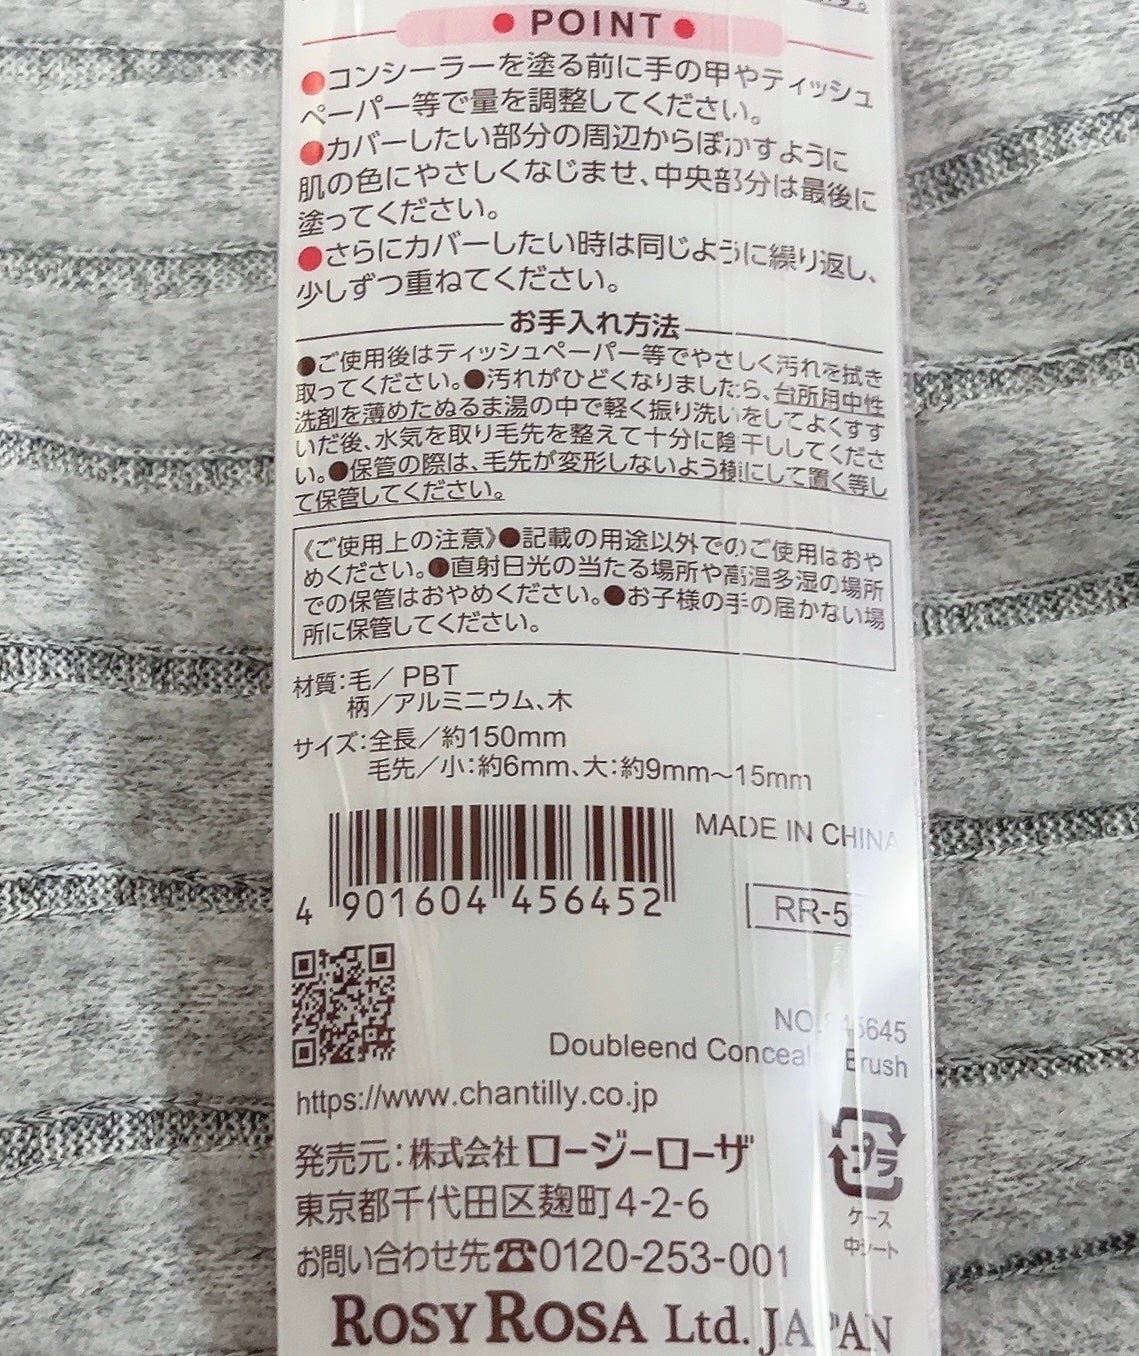 ● POINT ●
●コンシーラーを塗る前に手の甲やティッシュ
ペーパー等で量を調整してください。
●カバーしたい部分の周辺からぼかすように
肌の色にやさしくなじませ、中央部分は最後に
塗ってください。
●さらにカバーしたい時は同じように繰り返し、
少しずつ重ねてください。
お手入れ方法
●ご使用後はティッシュペーパー等でやさしく汚れを拭き
取ってください。●汚れがひどくなりましたら、台所用中性
洗剤を薄めたぬるま湯の中で軽く振り洗いをしてよくすす
いだ後、水気を取り毛先を整えて十分に陰干ししてくださ
い。●保管の際は、毛先が変形しないよう横にして置く等し
て保管してください。
《ご使用上の注意》●記載の用途以外でのご使用はおや
めください。●直射日光の当たる場所や高温多湿の場所
での保管はおやめください。●お子様の手の届かない場
所に保管してください。
材質:毛／PBT
柄／アルミニウム、木
サイズ:全長／約150mm
毛先／小:約6mm、大:約9mm〜15mm
MADE IN CHINA
4 901604 456452
RR-5
5645
Doubleend Brush
https://www.chantilly.co.jp
発売元:株式会社ロージーローザ
プラ
東京都千代田区麹町4-2-6
ケース
中シート
お問い合わせ先☎0120-253-001
ROSY ROSA Ltd. JAPAN